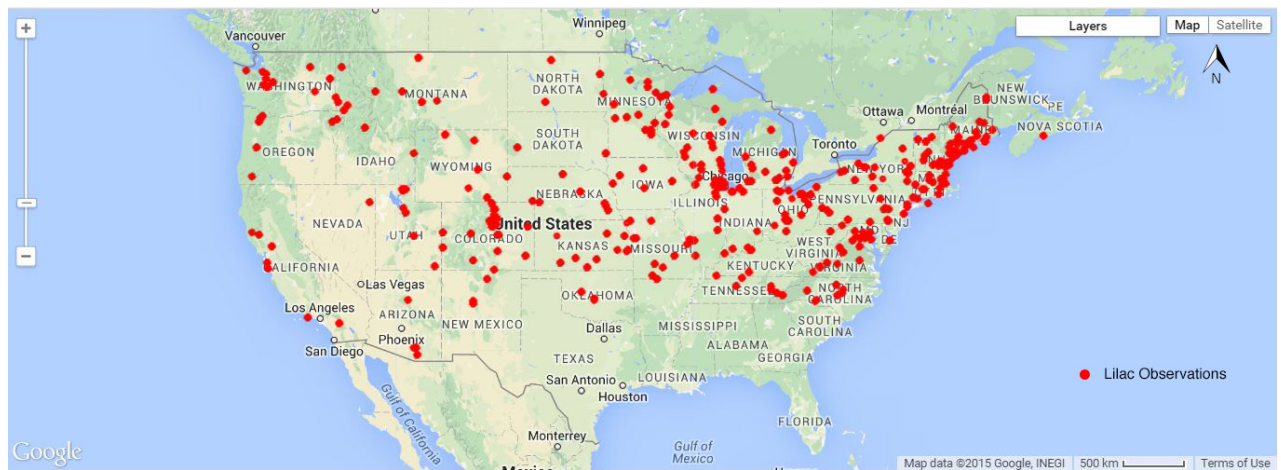 Winnipeg
Layers
Map
Satellite
Vancouver
N
WASHINGTON
MONTANA
NORTH
DAKOTA
MINNESOTA
Ottawa
Montréal
NEW
BRUNSWICK
PE
MAINE
NOVA SCOTIA
OREGON
IDAHO
SOUTH
DAKOTA
WISCONSIN
MICHIGAN
Toronto
WYOMING
NEW YORK
Chicago
IOWA
NEBRASKA
ILLINOIS
INDIANA
OHIO
PENNSYLVANIA
NEVADA
UTAH
COLORADO
United States
KANSAS
MISSOURI
WEST
VIRGINIA
MD
DE
NJ
CALIFORNIA
KENTUCKY
VIRGINIA
Las Vegas
OKLAHOMA
TENNESSEE
NORTH
CAROLINA
Los Angeles
ARIZONA
NEW MEXICO
MISSISSIPPI
SOUTH
CAROLINA
San Diego
Phoenix
Dallas
ALABAMA
GEORGIA
TEXAS
Lilac Observations
San Antonio
LOUISIANA
Houston
Gulf of California
FLORIDA
Monterrey
Gulf of
Mexico
Mexico
Google
Map data ©2015 Google, INEGI
500 km
Terms of Use